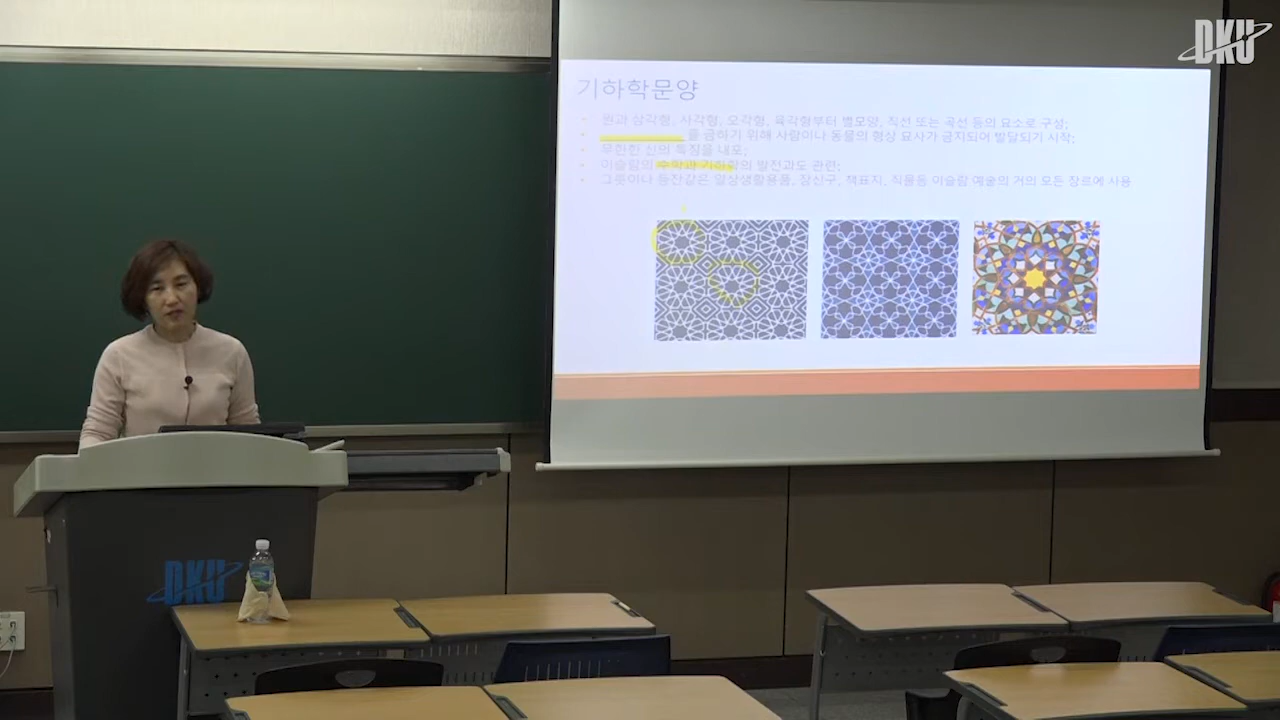 DKU
기하학문양
원과 삼각형, 사각형, 오각형, 육각형부터 별모양, 직선 또는 곡선 등의 요소로 구성;
를 금하기 위해 사람이나 동물의 형상 묘사가 금지되어 발달되기 시작;
무한한 신의 특징을 내포;
이슬람의 수학과 기하학의 발전과도 관련;
그릇이나 등잔같은 일상생활용품, 장신구, 책표지, 직물등 이슬람 예술의 거의 모든 장르에 사용
DKU